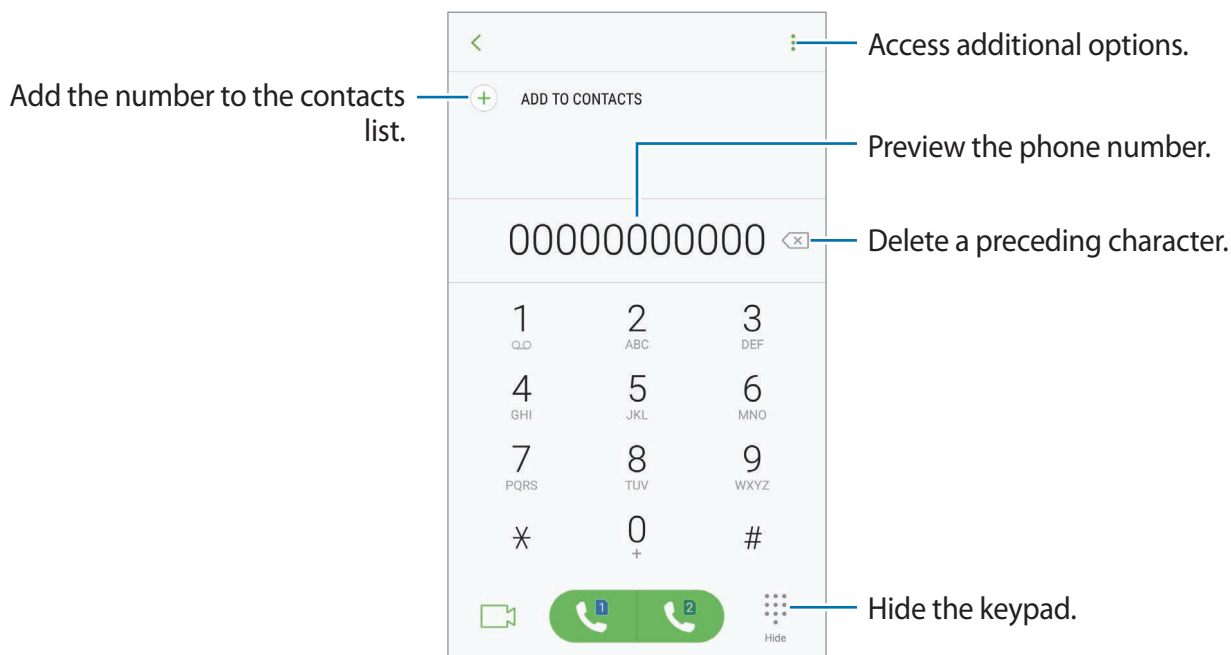 Access additional options.
Add the number to the contacts
list.
ADD TO CONTACTS
Preview the phone number.
00000000000
Delete a preceding character.
1 2 3
ABC DEF
4 5 6
GHI JKL MNO
7 8 9
PQRS TUV WXYZ
* 0 #
+
1 2
Hide the keypad.
Hide